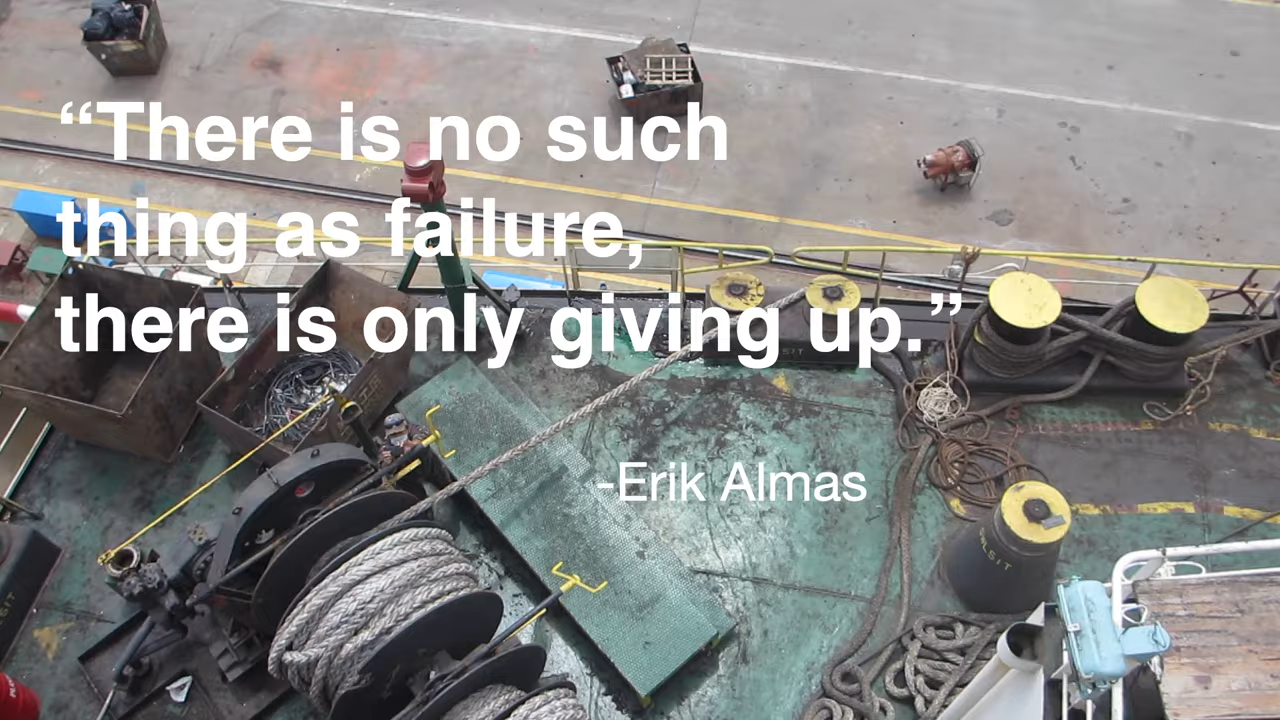 “There is no such
thing as failure,
there is only giving up.”
-Erik Almas